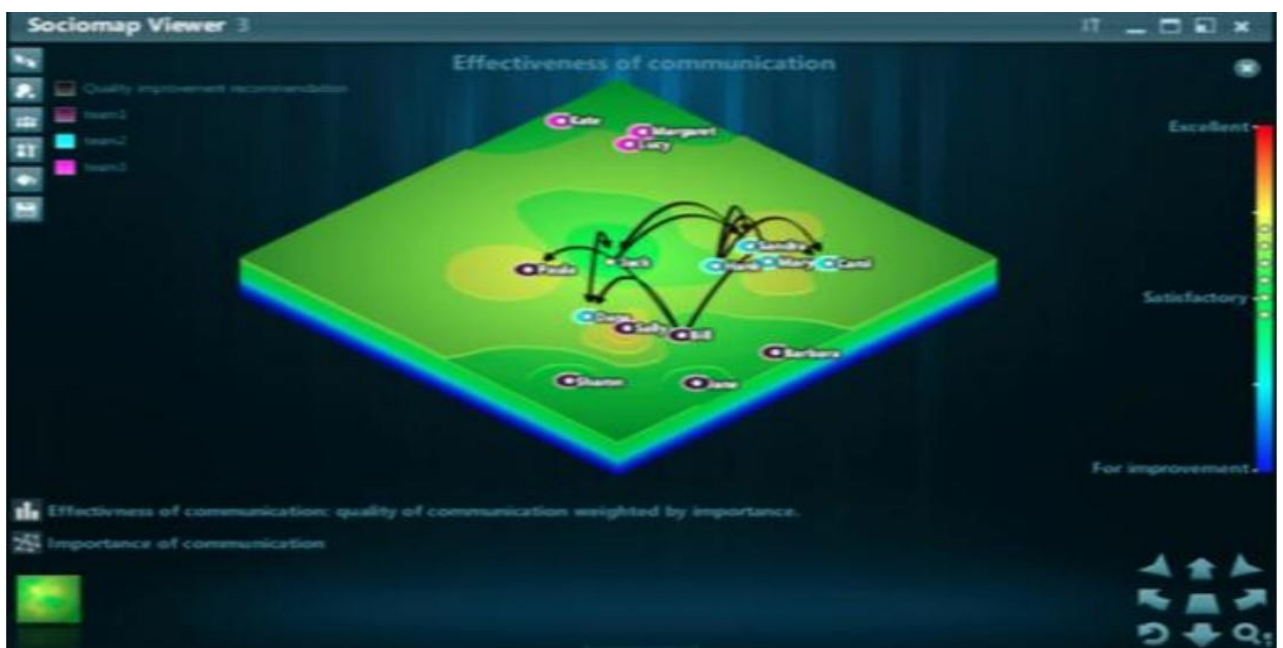 Sociomap Viewer 3
IT
Effectiveness of communication
Quality improvement recommendation
team1
team2
team3
Kate
Margaret
Lucy
Excellent
Sandra
Paula
Jack
Mary
Carol
Satisfactory
Sally
Bill
Barbara
Sharon
Jane
For improvement
Effectivness of communication: quality of communication weighted by importance.
Importance of communication